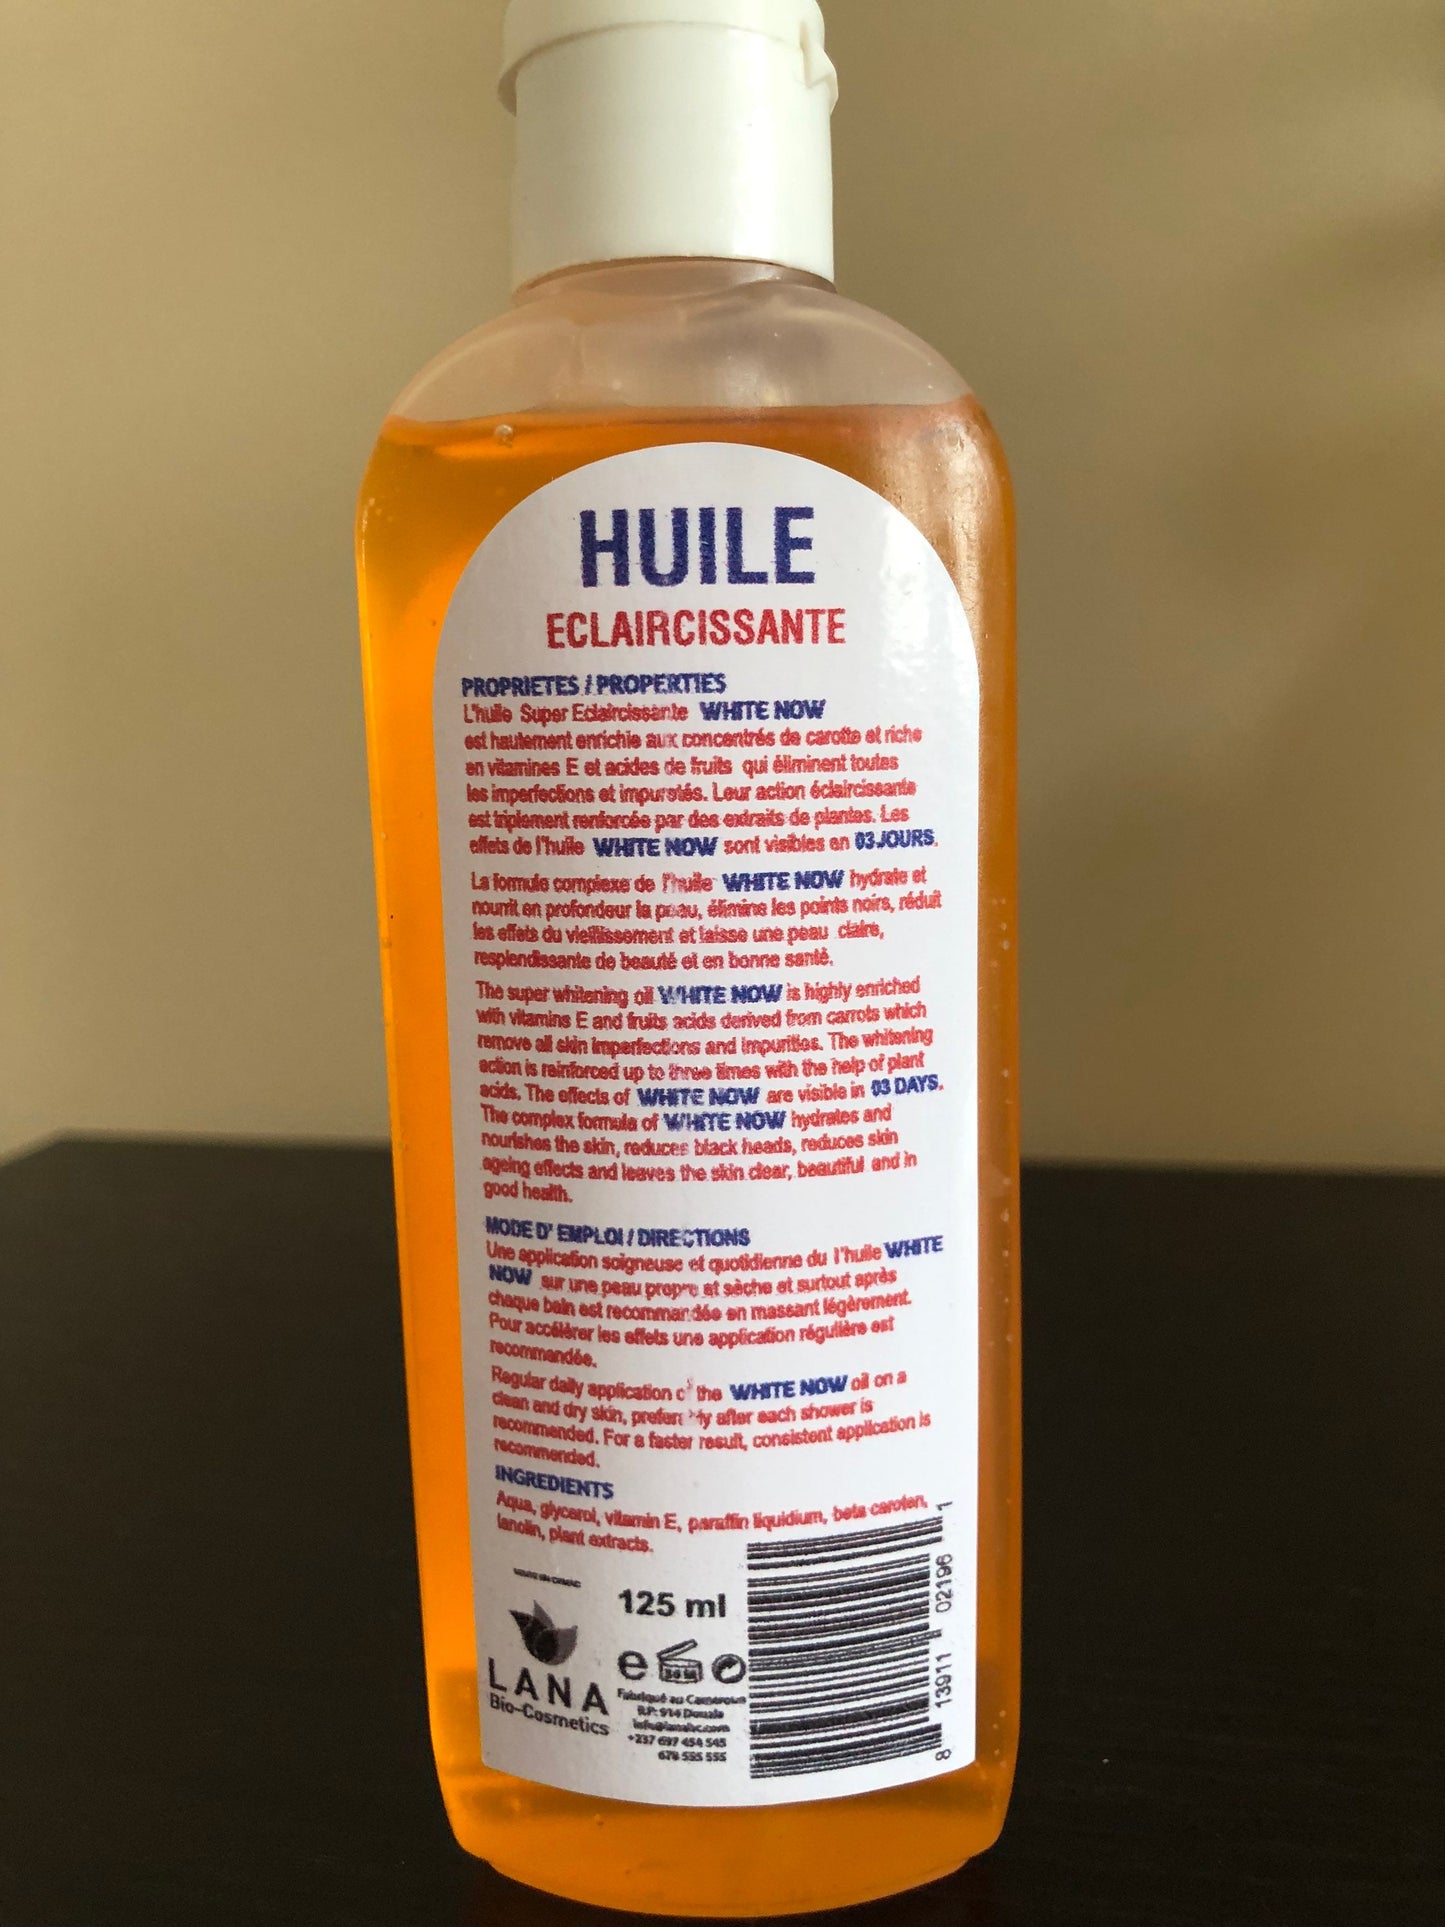 HUILE
ECLAIRCISSANTE
PROPRIETES / PROPERTIES
L'huile Super Eclaircissante WHITE NOW
est hautement enrichie aux concentrés de carotte et riche
en vitamines E et acides de fruits qui éliminent toutes
les imperfections et impuretés. Leur action éclaircissante
est triplement renforcée par des extraits de plantes. Les
effets de l'huile WHITE NOW sont visibles en 03 JOURS.
La formule complexe de l'huile WHITE NOW hydrate et
nourrit en profondeur la peau, élimine les points noirs, réduit
les effets du vieillissement et laisse une peau claire,
resplendissante de beauté et en bonne santé.
The super whitening oil WHITE NOW is highly enriched
with vitamins E and fruits acids derived from carrots which
remove all skin imperfections and impurities. The whitening
action is reinforced up to three times with the help of plant
acids. The effects of WHITE NOW are visible in 03 DAYS.
The complex formula of WHITE NOW hydrates and
nourishes the skin, reduces black heads, reduces skin
ageing effects and leaves the skin clear, beautiful and in
good health.
MODE D' EMPLOI / DIRECTIONS
Une application soigneuse et quotidienne du l'huile WHITE
NOW sur une peau propre et sèche et surtout après
chaque bain est recommandée en massant légèrement.
Pour accélérer les effets une application régulière est
recommandée.
Regular daily application of the WHITE NOW oil on a
clean and dry skin, preferably after each shower is
recommended. For a faster result, consistent application is
recommended.
INGREDIENTS
Aqua, glycerol, vitamin E, paraffin liquidium, beta caroten,
lanolin, plant extracts.
125 ml
LANA
Bio-Cosmetics
e
Fabriqué au Cameroun
B.P: 914 Douala
info@lanabc.com
+237 697 454 545
678 555 555
8 13911 02196 1